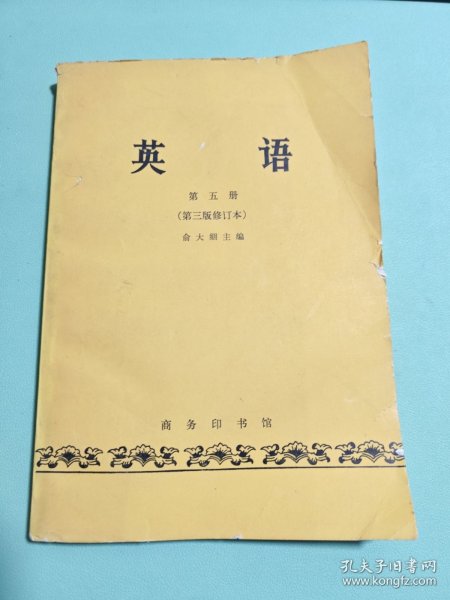 英 语
第五册
(第三版修订本)
俞大絪主编
商务印书馆
孔夫子旧书网
www.kongfz.com